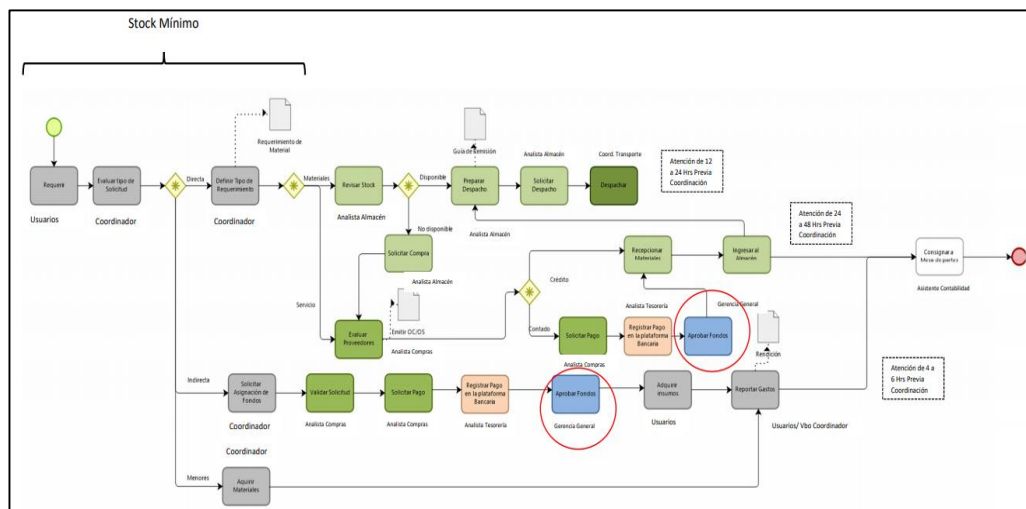 Stock Mínimo
Requerimiento de
Material
Guía de Remisión
Requerir
Usuarios
Evaluar tipo de
Solicitud
Coordinador
Directa
Definir Tipo de
Requerimiento
Coordinador
Materiales
Revisar Stock
Analista Almacén
Disponible
Preparar
Despacho
Analista Almacén
Analista Almacén
Solicitar
Despacho
Coord. Transporte
Despachar
Atención de 12
a 24 Hrs Previa
Coordinación
No disponible
Solicitar Compra
Analista Almacén
Servicio
Evaluar
Proveedores
Emitir OC/OS
Analista Compras
Crédito
Recepcionar
Materiales
Ingresar al
Almacén
Atención de 24
a 48 Hrs Previa
Coordinación
Consignar a
Mesa de partes
Asistente Contabilidad
Contado
Solicitar Pago
Analista Compras
Analista Tesorería
Registrar Pago
en la plataforma
Bancaria
Gerencia General
Aprobar Fondos
Rendición
Indirecta
Solicitar
Asignación de
Fondos
Coordinador
Validar Solicitud
Analista Compras
Solicitar Pago
Analista Compras
Registrar Pago
en la plataforma
Bancaria
Analista Tesorería
Aprobar Fondos
Gerencia General
Adquirir
Insumos
Usuarios
Reportar Gastos
Usuarios/ Vbo Coordinador
Atención de 4 a
6 Hrs Previa
Coordinación
Coordinador
Menores
Aquirir
Materiales